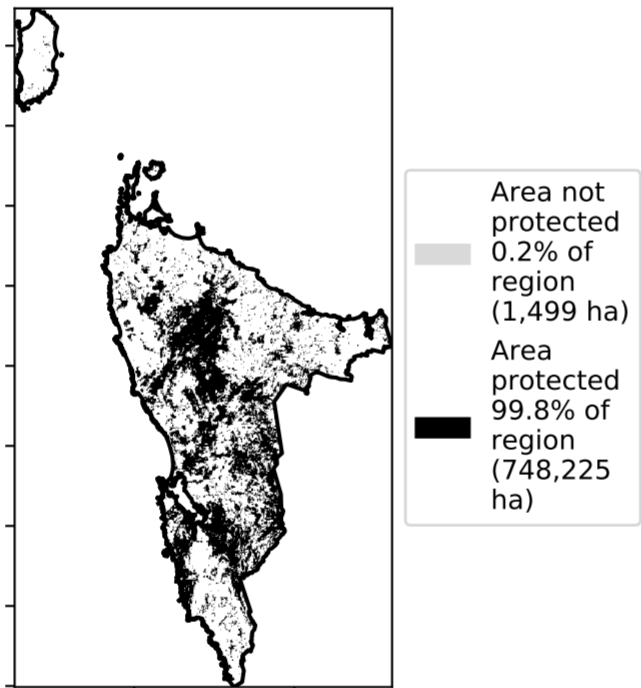 Area not
protected
0.2% of
region
(1,499 ha)
Area
protected
99.8% of
region
(748,225
ha)